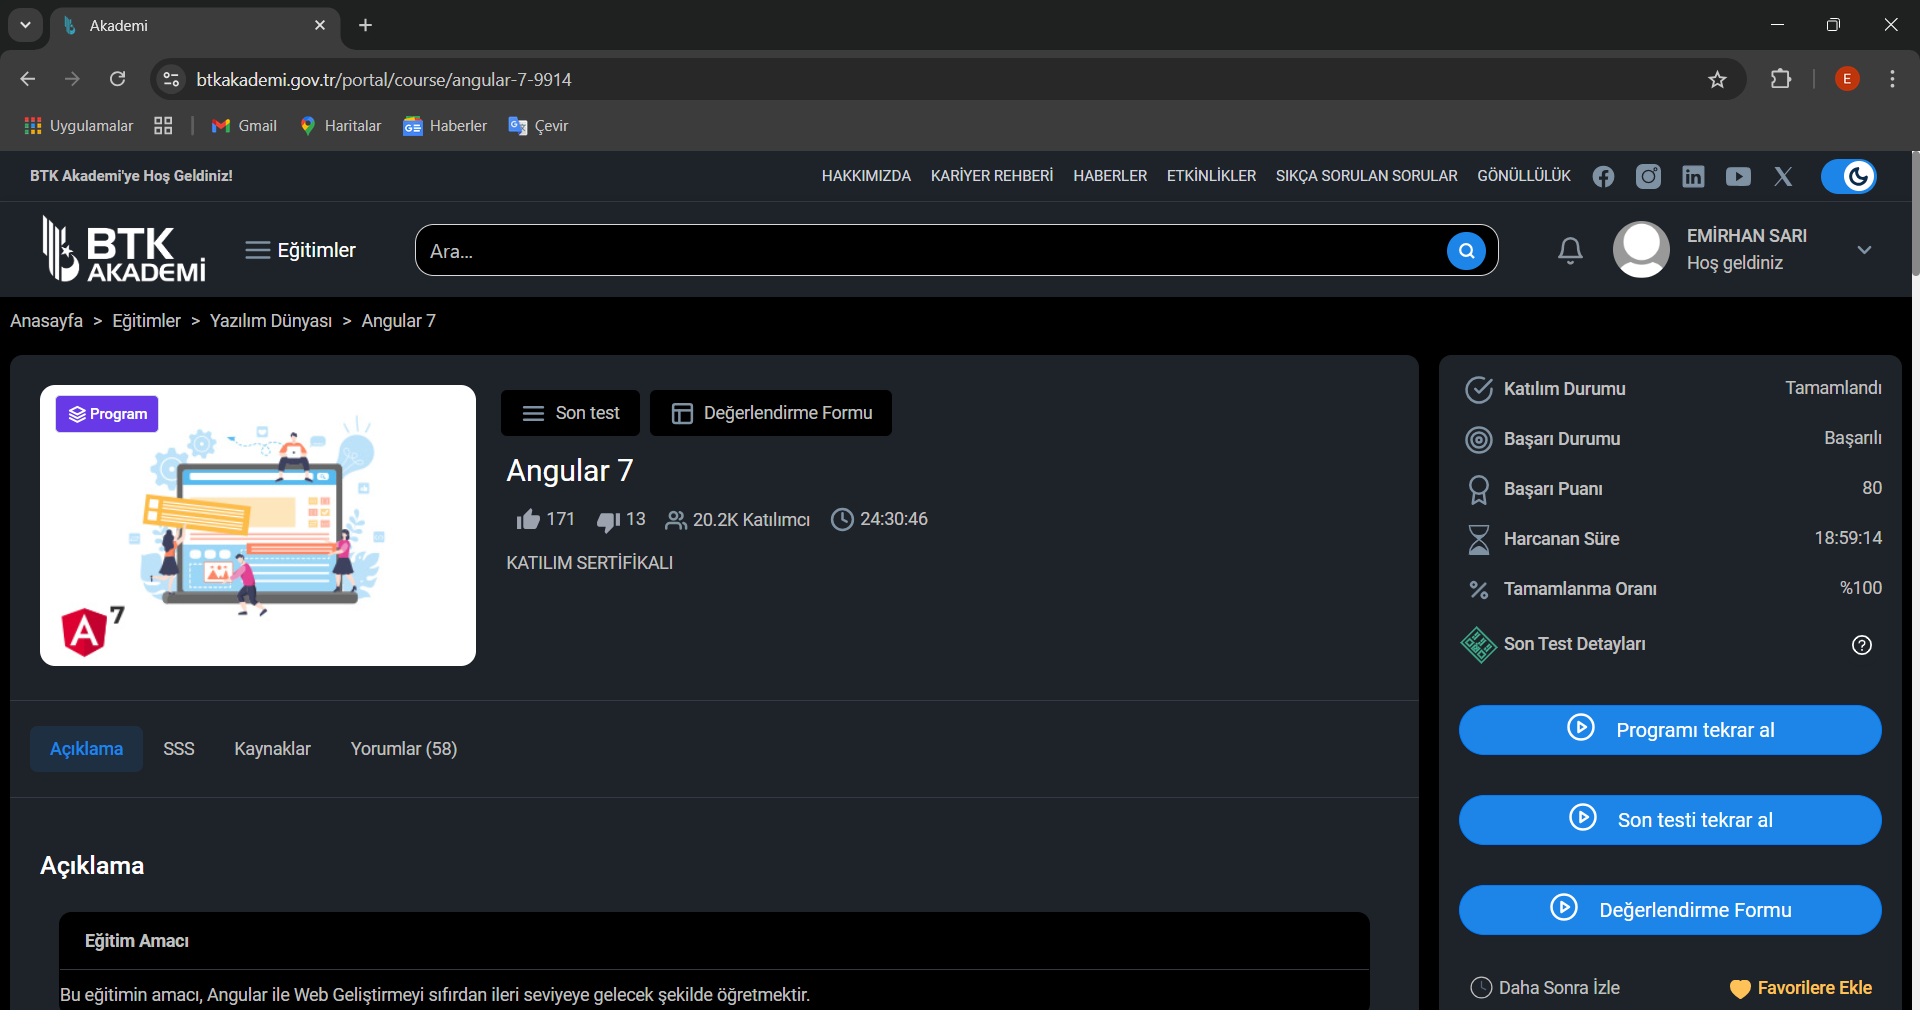 Akademi
btkakademi.gov.tr/portal/course/angular-7-9914
E
Uygulamalar
Gmail
Haritalar
Haberler
Çevir
BTK Akademi'ye Hoş Geldiniz!
HAKKIMIZDA
KARİYER REHBERİ
HABERLER
ETKİNLİKLER
SIKÇA SORULAN SORULAR
GÖNÜLLÜLÜK
BTK
AKADEMİ
Eğitimler
Ara...
EMİRHAN SARI
Hoş geldiniz
Anasayfa > Eğitimler > Yazılım Dünyası > Angular 7
Program
A 7
Son test
Değerlendirme Formu
Angular 7
171
13
20.2K Katılımcı
24:30:46
KATILIM SERTİFİKALI
Açıklama
SSS
Kaynaklar
Yorumlar (58)
Açıklama
Eğitim Amacı
Bu eğitimin amacı, Angular ile Web Geliştirmeyi sıfırdan ileri seviyeye gelecek şekilde öğretmektir.
Katılım Durumu Tamamlandı
Başarı Durumu Başarılı
Başarı Puanı 80
Harcanan Süre 18:59:14
Tamamlanma Oranı %100
Son Test Detayları
Programı tekrar al
Son testi tekrar al
Değerlendirme Formu
Daha Sonra İzle
Favorilere Ekle